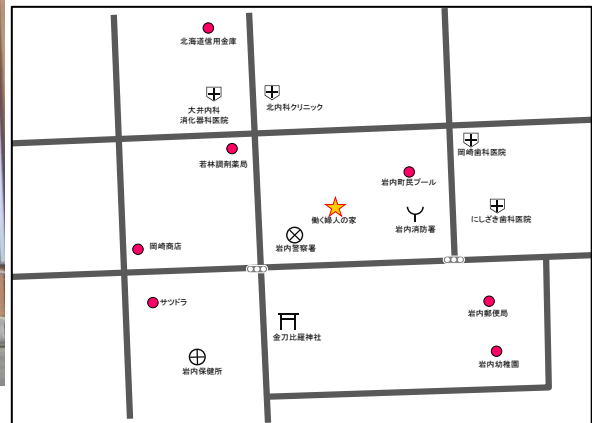 北海道信用金庫
大井内科
消化器科医院
北内科クリニック
若林調剤薬局
岡崎歯科医院
岩内町民プール
働く婦人の家
岩内消防署
にしざき歯科医院
岩内警察署
岡崎商店
サツドラ
岩内郵便局
金刀比羅神社
岩内保健所
岩内幼稚園